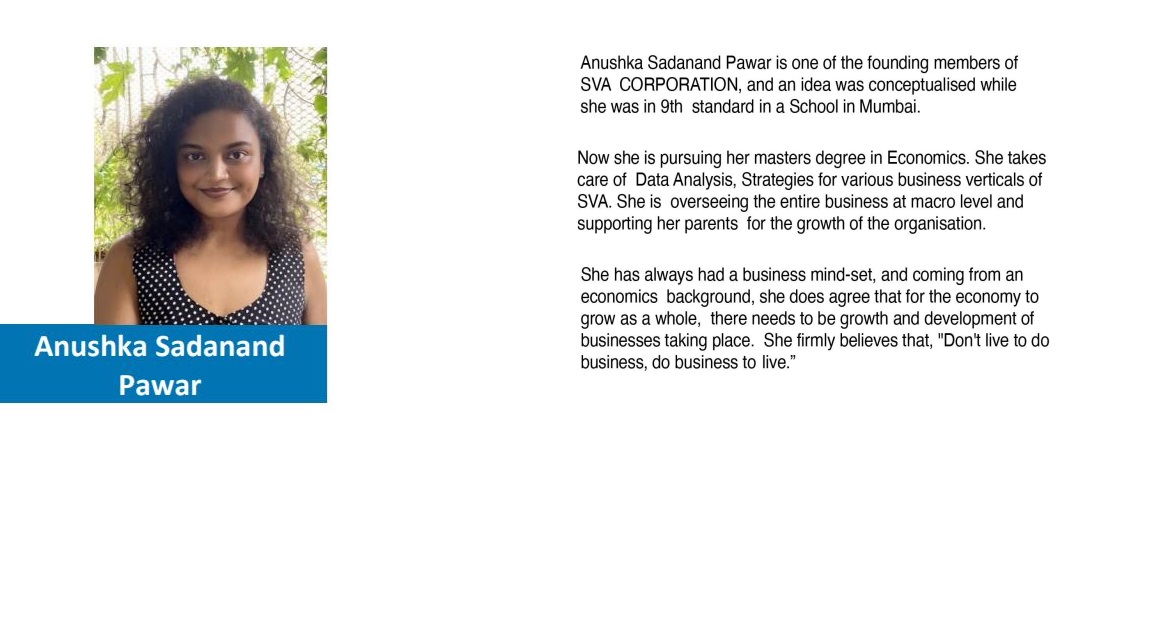 Anushka Sadanand
Pawar
Anushka Sadanand Pawar is one of the founding members of
SVA CORPORATION, and an idea was conceptualised while
she was in 9th standard in a School in Mumbai.
Now she is pursuing her masters degree in Economics. She takes
care of Data Analysis, Strategies for various business verticals of
SVA. She is overseeing the entire business at macro level and
supporting her parents for the growth of the organisation.
She has always had a business mind-set, and coming from an
economics background, she does agree that for the economy to
grow as a whole, there needs to be growth and development of
businesses taking place. She firmly believes that, "Don't live to do
business, do business to live.”